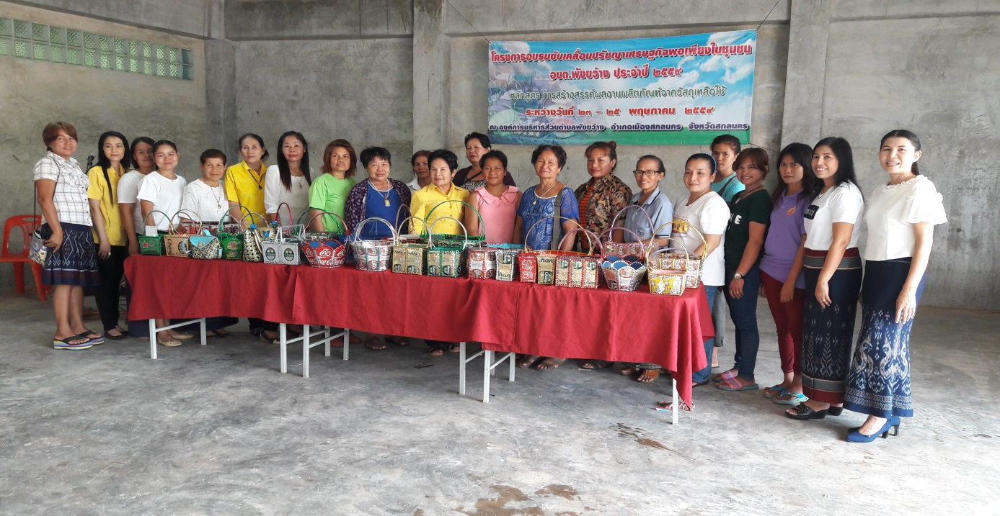 โครงการอบรมขับเคลื่อนปรัชญาเศรษฐกิจพอเพียงในชุมชน
อบต.พังขว้าง ประจำปี ๒๕๕๙
หลักสูตร การสร้างสรรค์ผลงานผลิตภัณฑ์จากวัสดุเหลือใช้
ระหว่างวันที่ ๒๓ - ๒๕ พฤษภาคม ๒๕๕๙
ณ องค์การบริหารส่วนตำบลพังขว้าง อำเภอเมืองสกลนคร จังหวัดสกลนคร
Chang